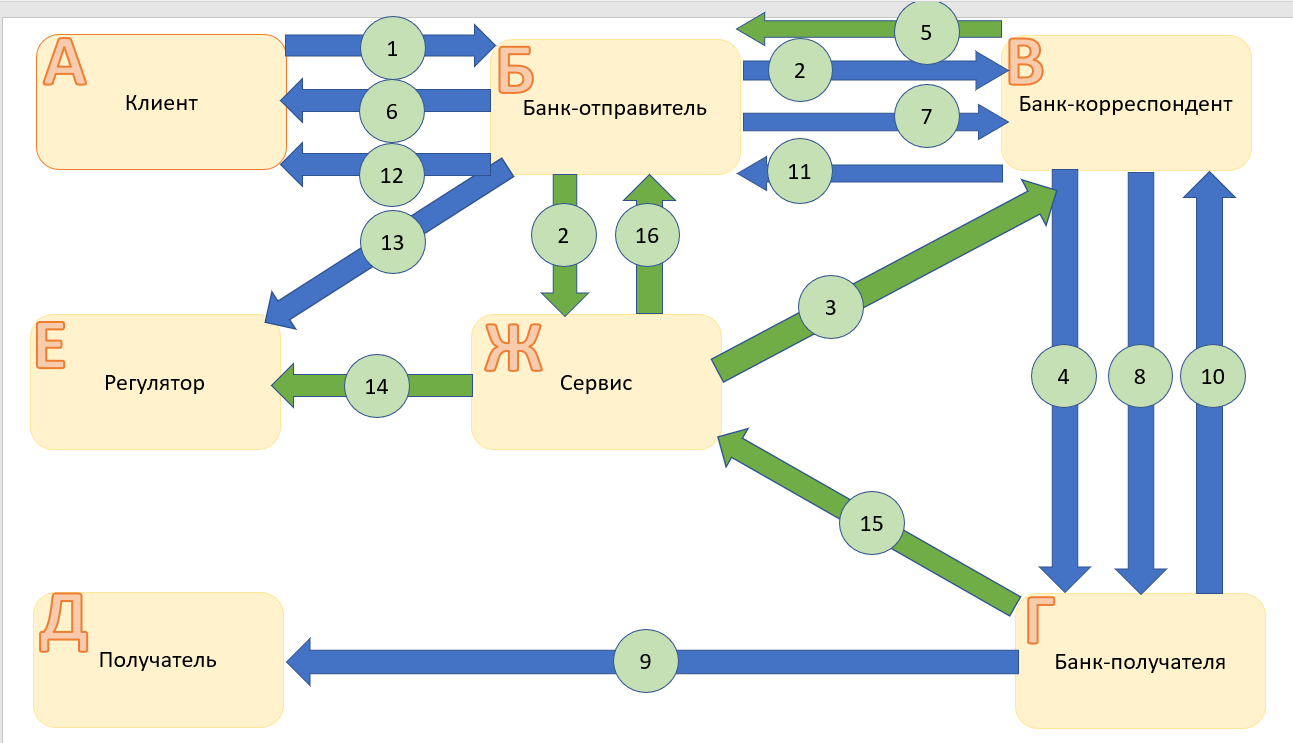 5
А
1
Б
2
В
Клиент
6
Банк-отправитель
7
Банк-корреспондент
12
11
13
2
16
3
Е
Ж
14
Регулятор
Сервис
4
8
10
15
Д
Г
Получатель
9
Банк-получателя